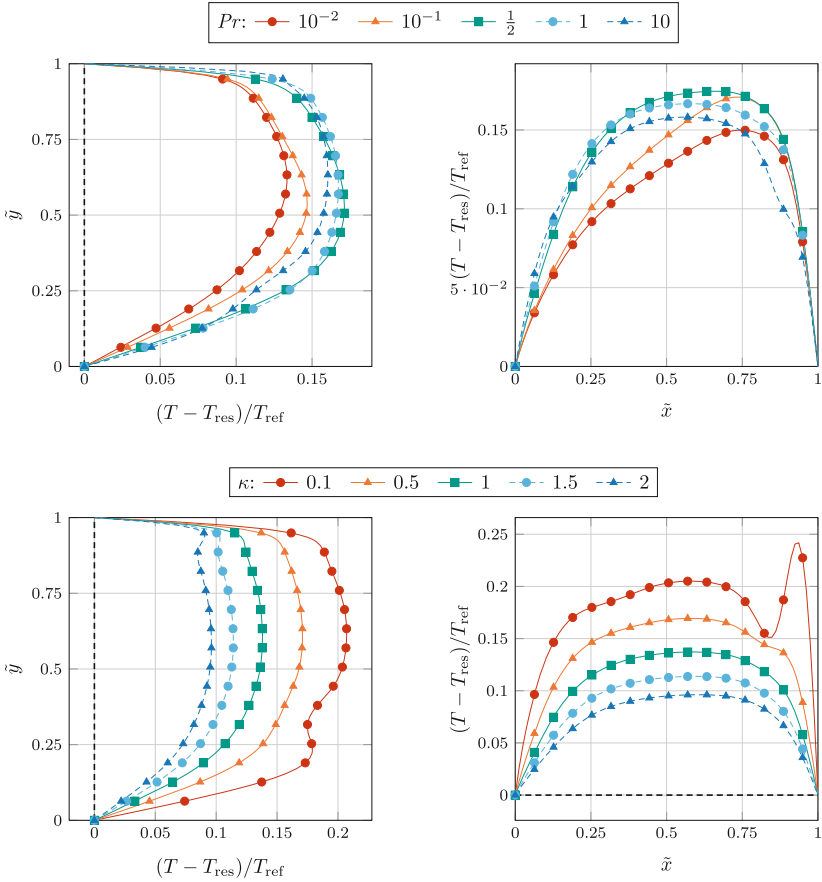 Pr: 10⁻² 10⁻¹ 1/2 1 10
1
0.75
0.5
0.25
0
ỹ
0 0.05 0.1 0.15
(T − T_res)/T_ref
0.15
0.1
5 · 10⁻²
0
(T − T_res)/T_ref
0 0.25 0.5 0.75 1
x̃
κ: 0.1 0.5 1 1.5 2
1
0.75
0.5
0.25
0
ỹ
0 0.05 0.1 0.15 0.2
(T − T_res)/T_ref
0.25
0.2
0.15
0.1
0.05
0
(T − T_res)/T_ref
0 0.25 0.5 0.75 1
x̃